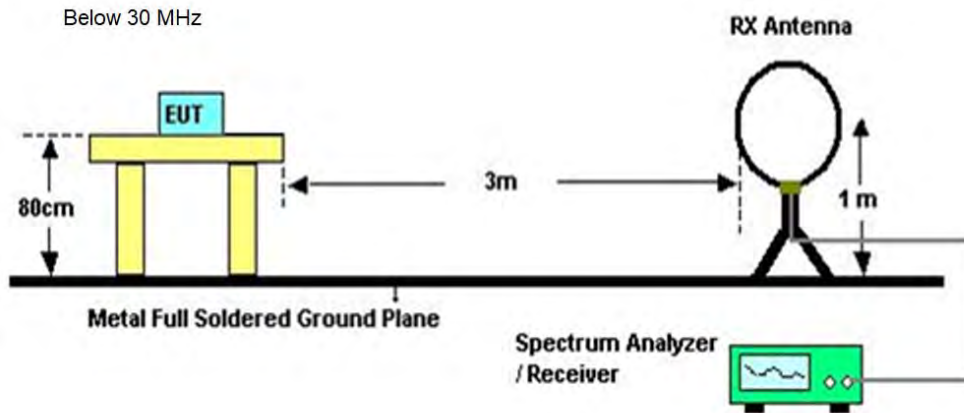 Below 30 MHz
RX Antenna
EUT
3m
80cm
1 m
Metal Full Soldered Ground Plane
Spectrum Analyzer
/ Receiver